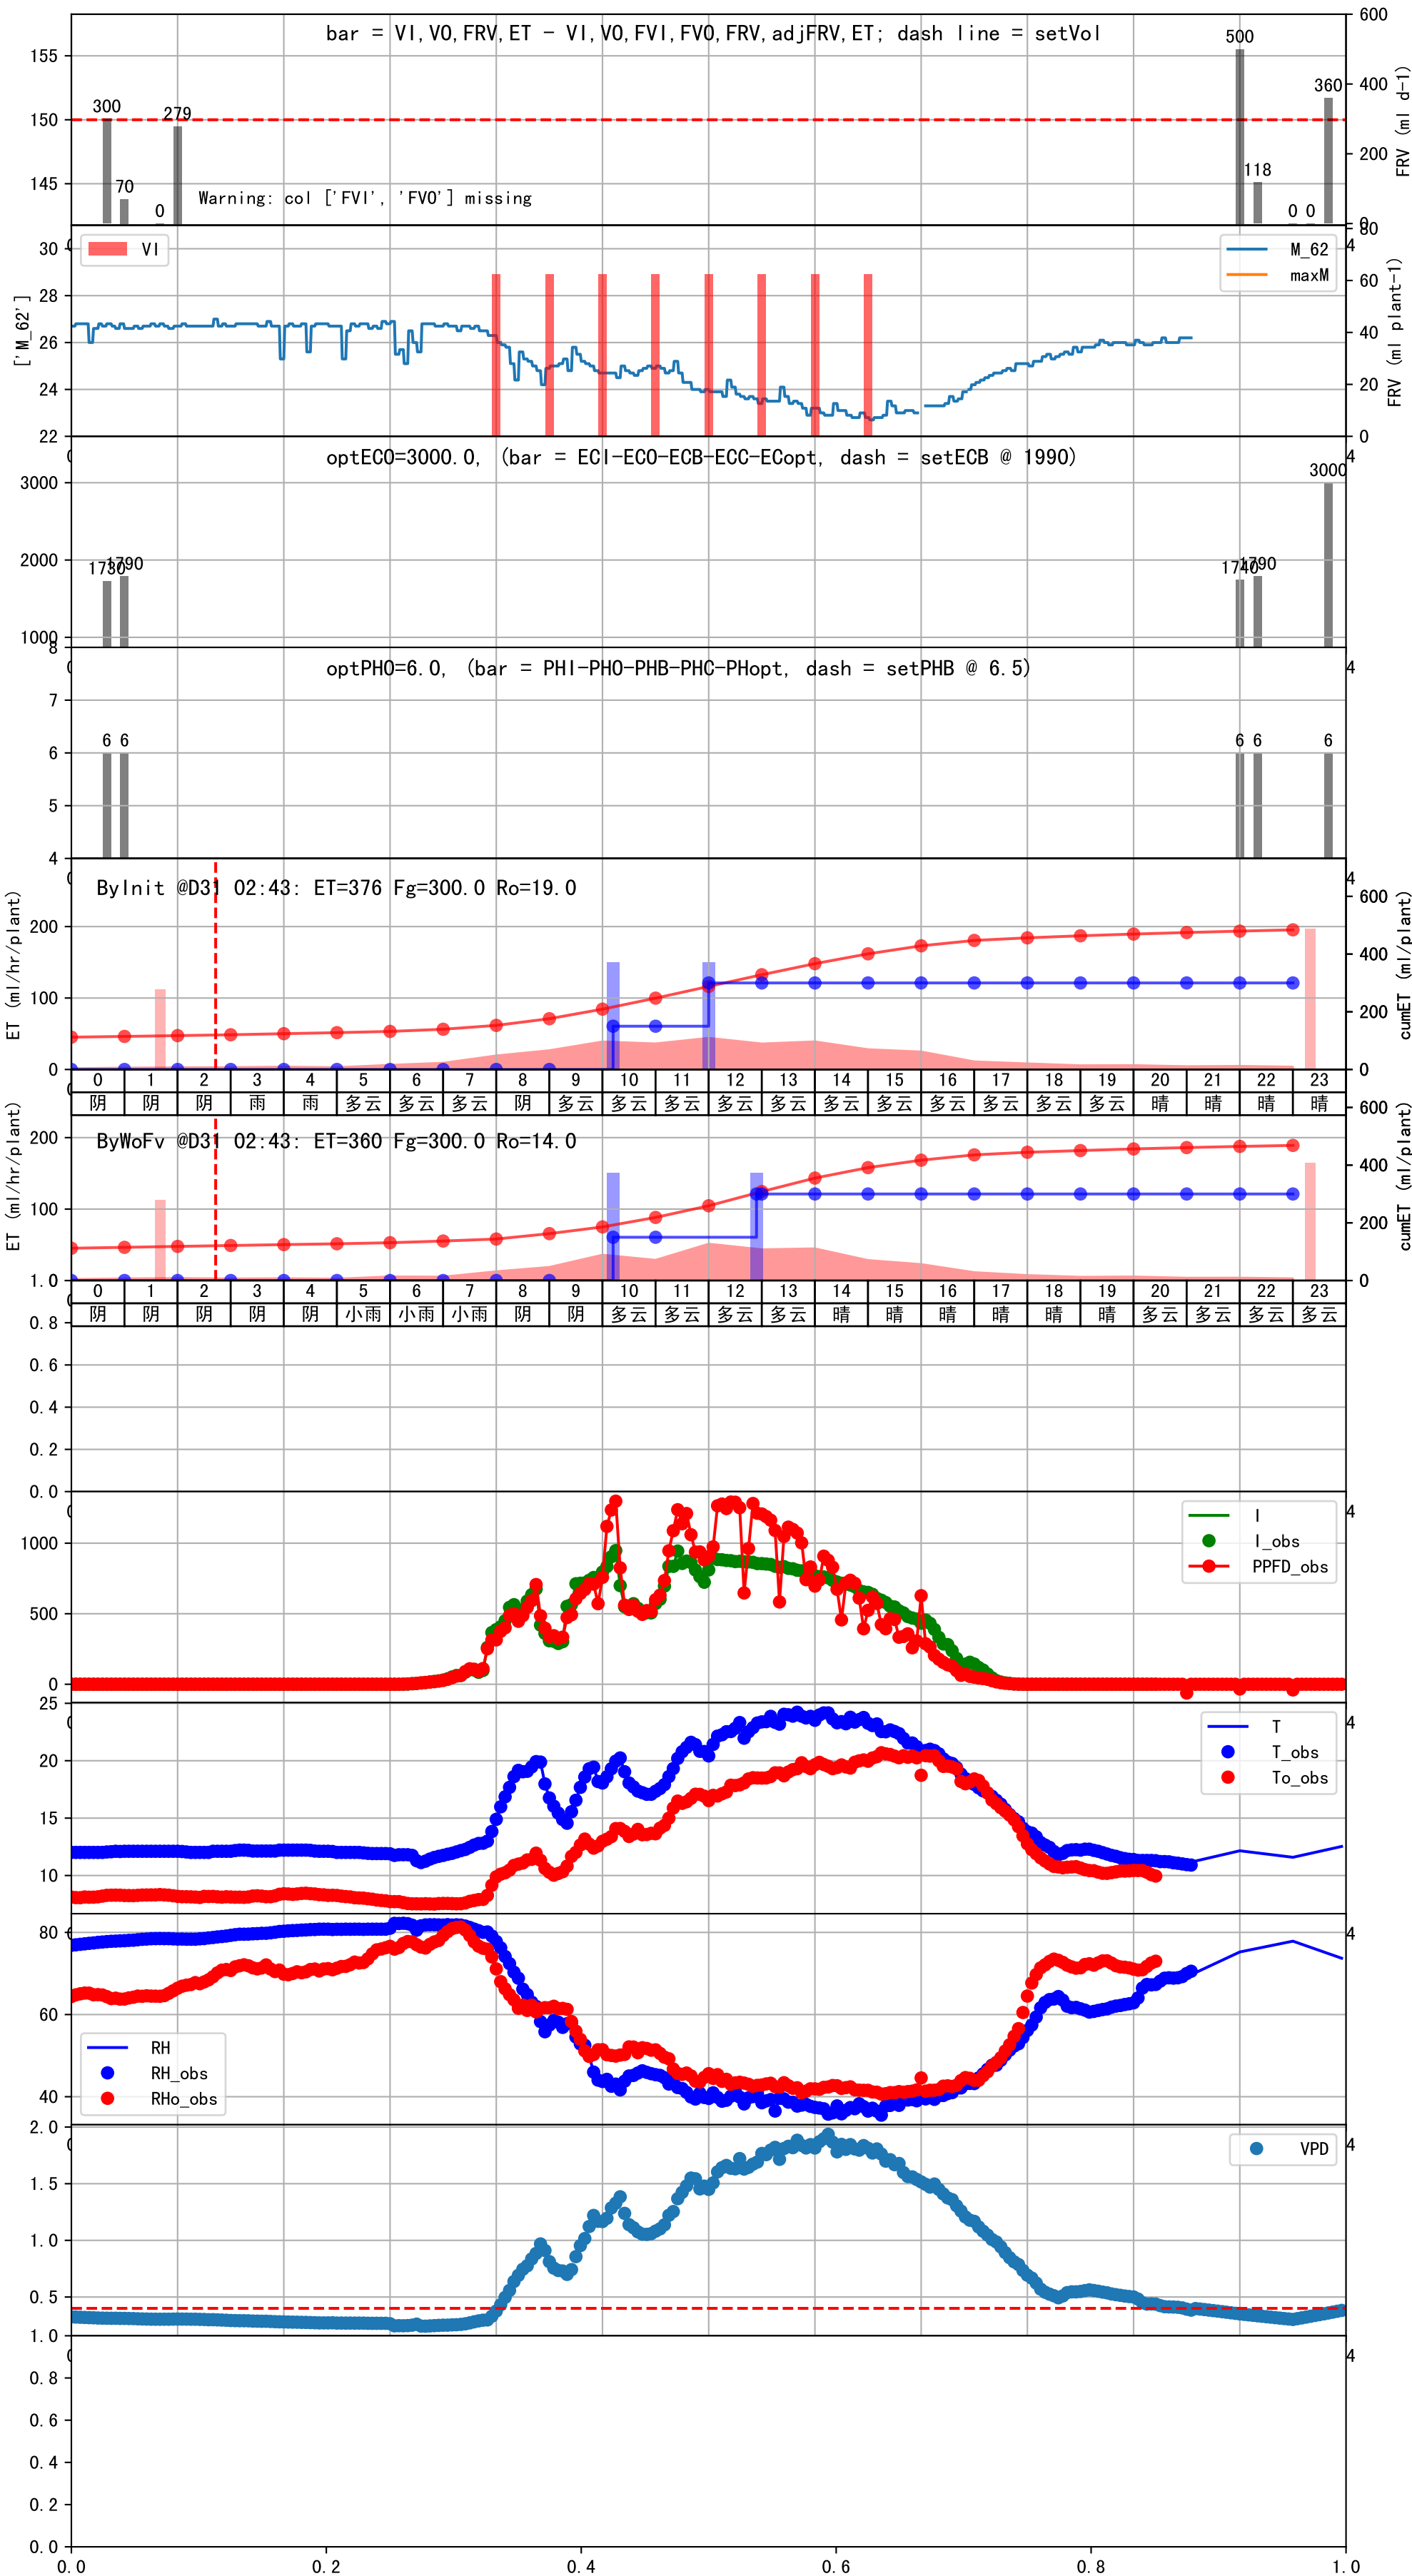 bar = VI,VO,FRV,ET - VI,VO,FVI,FVO,FRV,adjFRV,ET; dash line = setVol
155
150
145
300
70
0
279
Warning: col ['FVI', 'FVO'] missing
500
118
0 0
360
600
400
200
0
FRV (ml d-1)
['M_62']
30
28
26
24
22
VI
M_62
maxM
80
60
40
20
0
FRV (ml plant-1)
4
optECO=3000.0, (bar = ECI-ECO-ECB-ECC-ECopt, dash = setECB @ 1990)
3000
2000
1000
1730
1790
1740
1790
3000
4
optPHO=6.0, (bar = PHI-PHO-PHB-PHC-PHopt, dash = setPHB @ 6.5)
8
7
6
5
4
6 6
6 6
6
4
ByInit @D31 02:43: ET=376 Fg=300.0 Ro=19.0
ET (ml/hr/plant)
200
100
0
4
600
400
200
0
cumET (ml/plant)
0 1 2 3 4 5 6 7 8 9 10 11 12 13 14 15 16 17 18 19 20 21 22 23
阴 阴 阴 雨 雨 多云 多云 多云 阴 多云 多云 多云 多云 多云 多云 多云 多云 多云 多云 多云 晴 晴 晴 晴
ByWoFv @D31 02:43: ET=360 Fg=300.0 Ro=14.0
ET (ml/hr/plant)
200
100
600
400
200
0
cumET (ml/plant)
0 1 2 3 4 5 6 7 8 9 10 11 12 13 14 15 16 17 18 19 20 21 22 23
阴 阴 阴 阴 阴 小雨 小雨 小雨 阴 阴 多云 多云 多云 多云 晴 晴 晴 晴 晴 晴 多云 多云 多云 多云
1.0
0.8
0.6
0.4
0.2
0.0
1000
500
0
I
I_obs
PPFD_obs
4
25
20
15
10
T
T_obs
To_obs
4
80
60
40
RH
RH_obs
RHo_obs
4
2.0
1.5
1.0
0.5
VPD
4
1.0
0.8
0.6
0.4
0.2
0.0
4
0.0 0.2 0.4 0.6 0.8 1.0